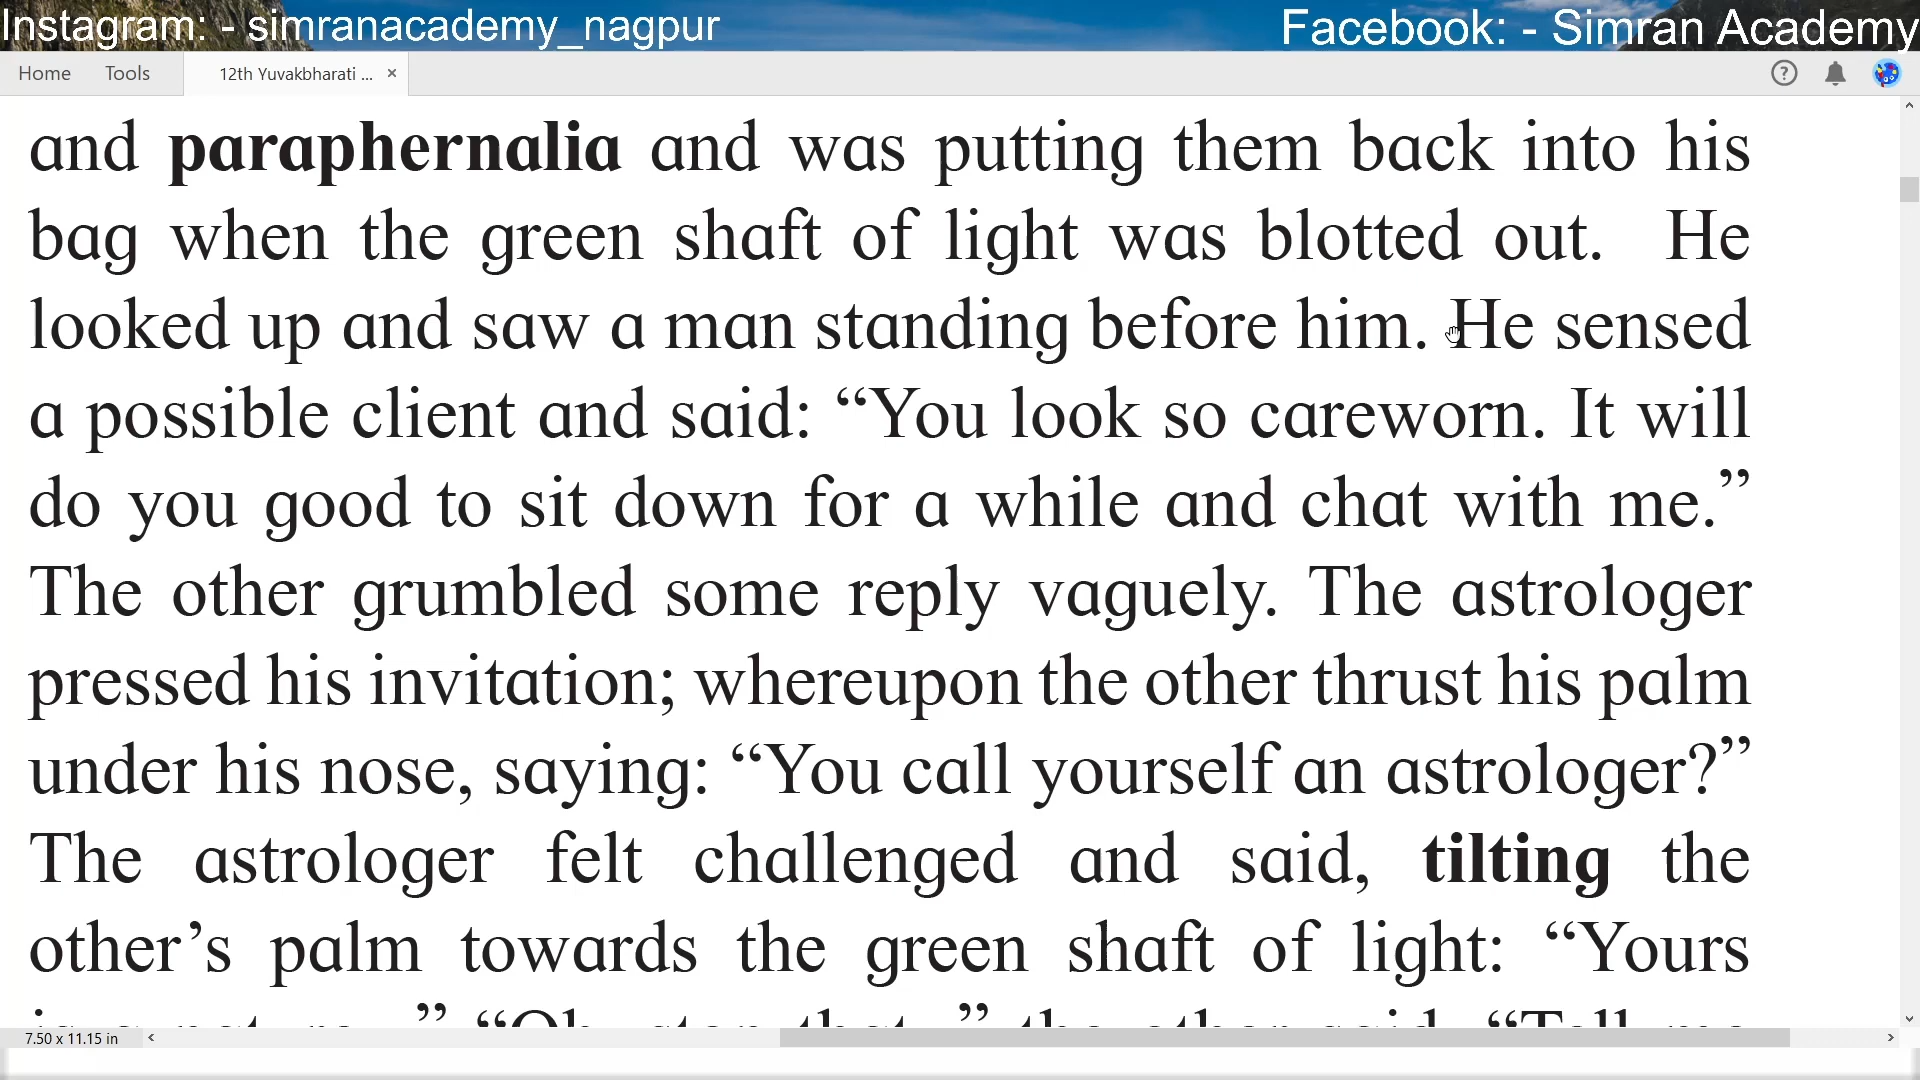 Instagram: - simranacademy_nagpur Facebook: - Simran Academy
Home Tools 12th Yuvakbharati ... ×
and paraphernalia and was putting them back into his
bag when the green shaft of light was blotted out. He
looked up and saw a man standing before him. He sensed
a possible client and said: “You look so careworn. It will
do you good to sit down for a while and chat with me.”
The other grumbled some reply vaguely. The astrologer
pressed his invitation; whereupon the other thrust his palm
under his nose, saying: “You call yourself an astrologer?”
The astrologer felt challenged and said, tilting the
other’s palm towards the green shaft of light: “Yours
7.50 x 11.15 in